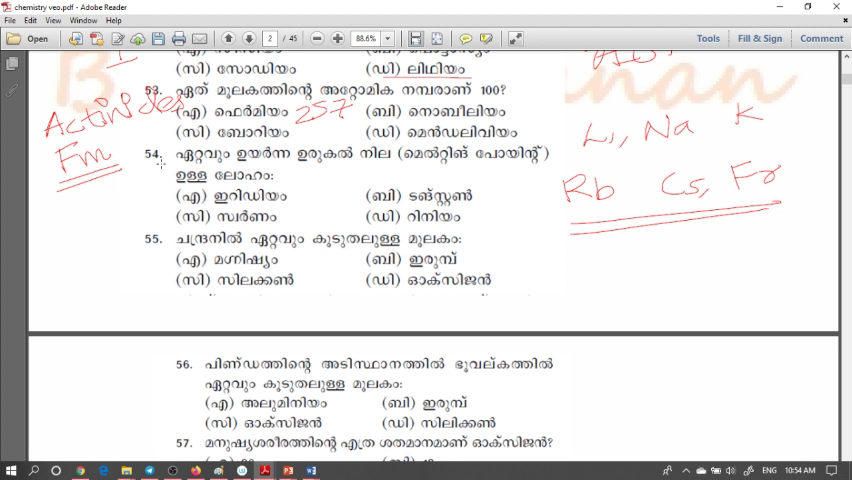 chemistry veo.pdf - Adobe Reader
File Edit View Window Help
Open 2 / 45 88.6% Tools Fill & Sign Comment
(സി) സോഡിയം (ഡി) ലിഥിയം
53. ഏത് മൂലകത്തിന്റെ അറ്റോമിക നമ്പരാണ് 100?
Actinides
(എ) ഫെർമിയം 257 (ബി) നൊബീലിയം
(സി) ബോറിയം (ഡി) മെൻഡലിവിയം
Li, Na K
Fm
54. ഏറ്റവും ഉയർന്ന ഉരുകൽ നില (മെൽറ്റിങ് പോയിന്റ്)
ഉള്ള ലോഹം:
Rb Cs, Fr
(എ) ഇറിഡിയം (ബി) ടങ്സ്റ്റൺ
(സി) സ്വർണം (ഡി) റിനിയം
55. ചന്ദ്രനിൽ ഏറ്റവും കൂടുതലുള്ള മൂലകം:
(എ) മഗ്നീഷ്യം (ബി) ഇരുമ്പ്
(സി) സിലക്കൺ (ഡി) ഓക്സിജൻ
56. പിണ്ഡത്തിന്റെ അടിസ്ഥാനത്തിൽ ഭൂവല്കത്തിൽ
ഏറ്റവും കൂടുതലുള്ള മൂലകം:
(എ) അലുമിനിയം (ബി) ഇരുമ്പ്
(സി) ഓക്സിജൻ (ഡി) സിലിക്കൺ
57. മനുഷ്യശരീരത്തിന്റെ എത്ര ശതമാനമാണ് ഓക്സിജൻ?
ENG 10:54 AM